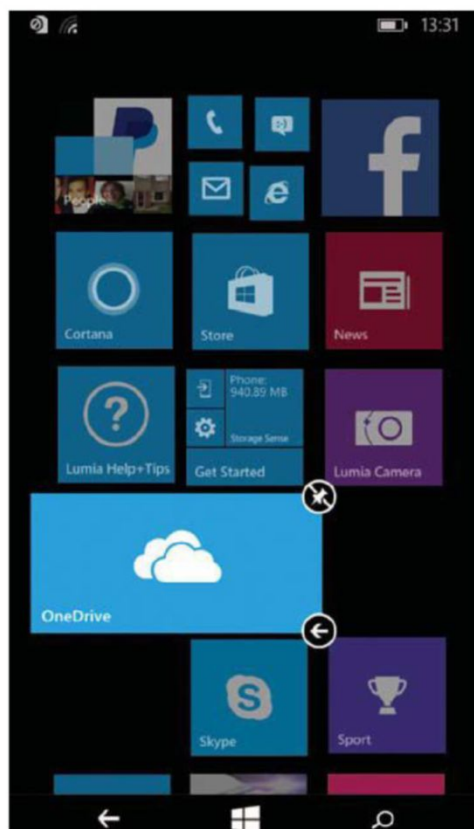 13:31
People
Cortana
Store
News
Lumia Help+Tips
Phone:
940.89 MB
Storage Sense
Get Started
Lumia Camera
OneDrive
Skype
Sport